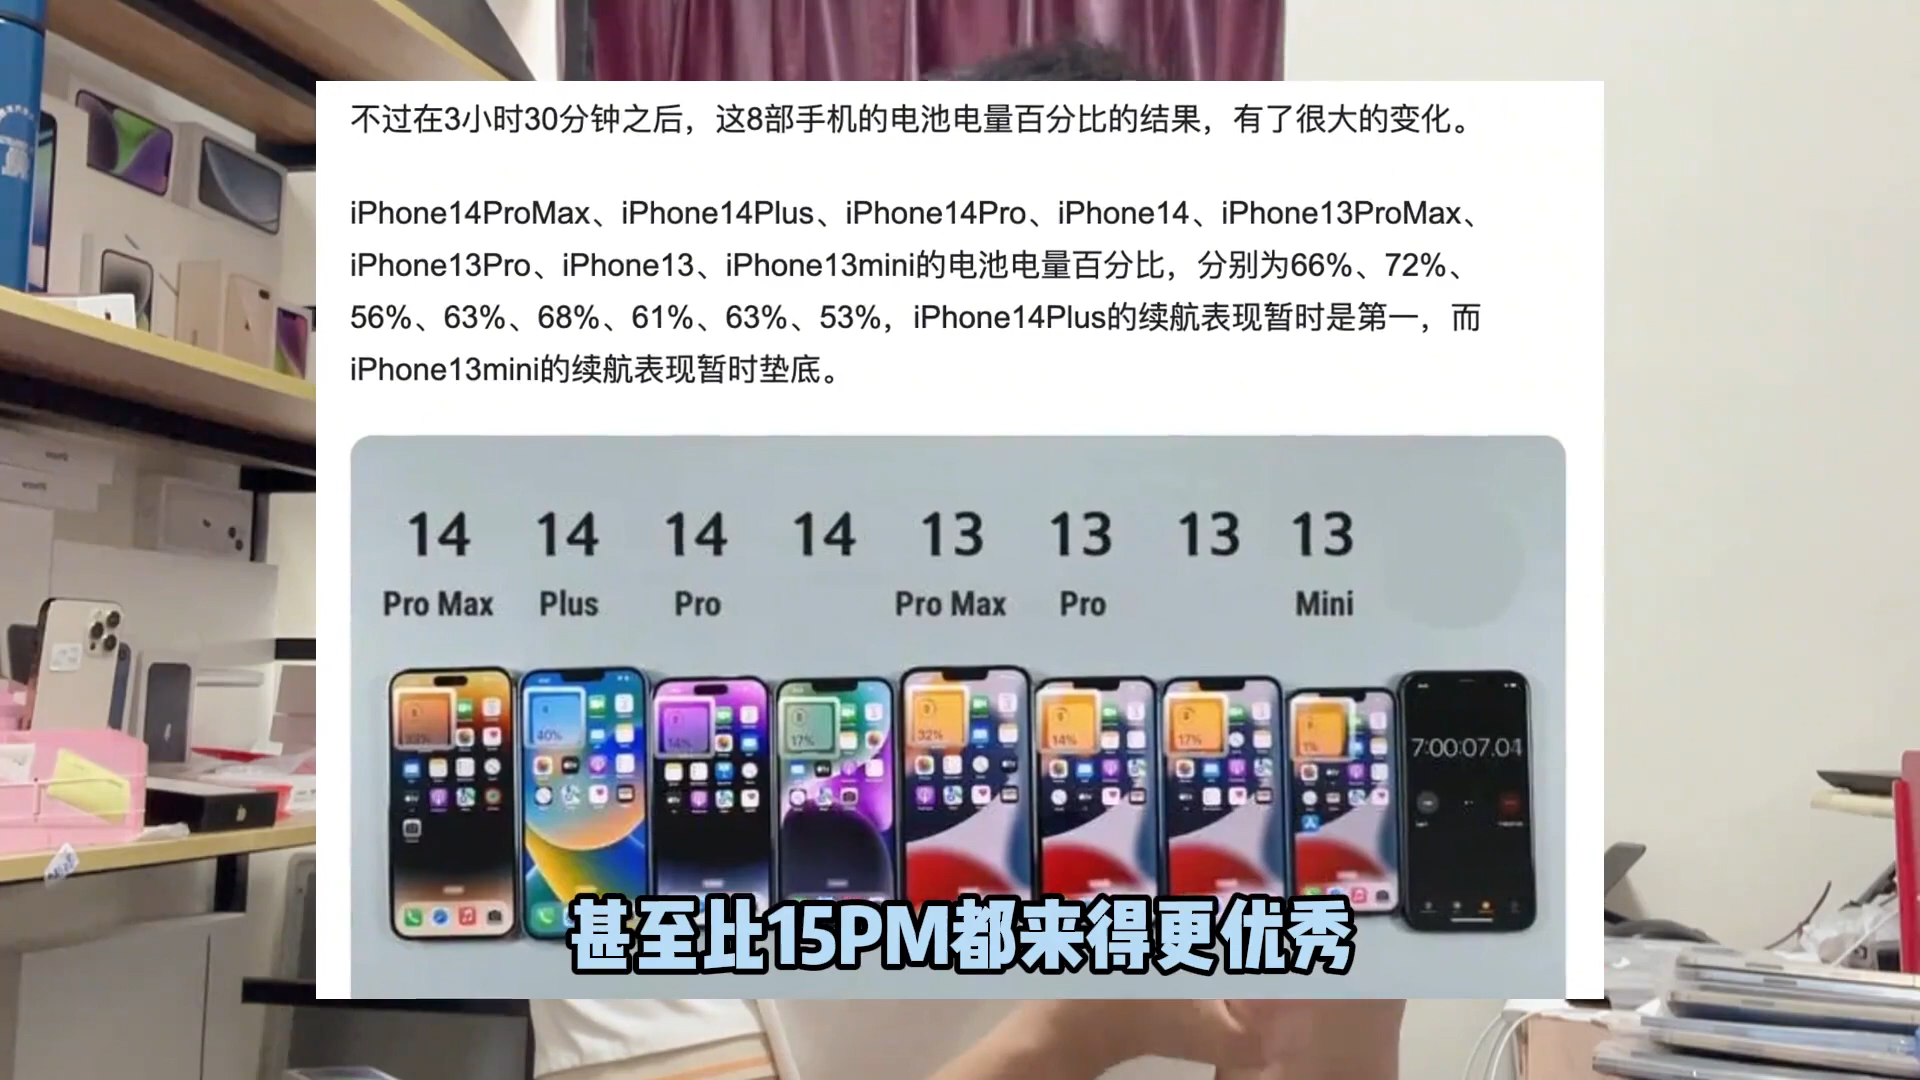 不过在3小时30分钟之后，这8部手机的电池电量百分比的结果，有了很大的变化。
iPhone14ProMax、iPhone14Plus、iPhone14Pro、iPhone14、iPhone13ProMax、
iPhone13Pro、iPhone13、iPhone13mini的电池电量百分比，分别为66%、72%、
56%、63%、68%、61%、63%、53%，iPhone14Plus的续航表现暂时是第一，而
iPhone13mini的续航表现暂时垫底。
14 14 14 14 13 13 13 13
Pro Max Plus Pro Pro Max Pro Mini
40% 14% 17% 32% 14% 17% 1%
7:00:07.04
甚至比15PM都来得更优秀